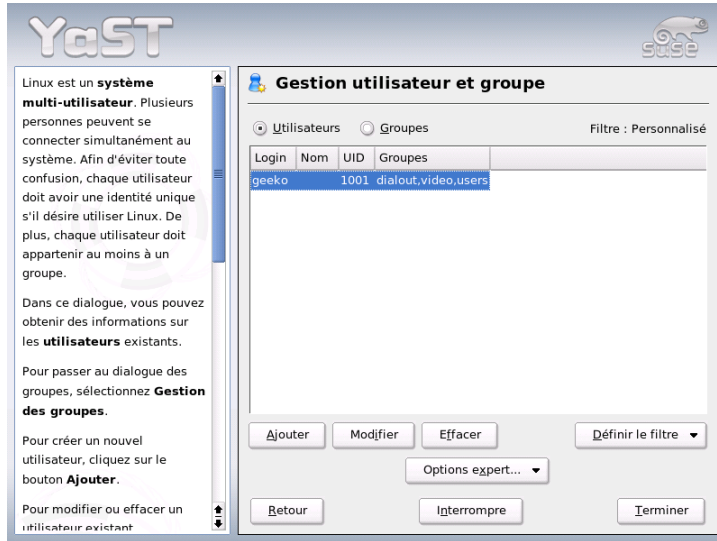 YaST
SUSE
Linux est un système
multi-utilisateur. Plusieurs
personnes peuvent se
connecter simultanément au
système. Afin d'éviter toute
confusion, chaque utilisateur
doit avoir une identité unique
s'il désire utiliser Linux. De
plus, chaque utilisateur doit
appartenir au moins à un
groupe.
Dans ce dialogue, vous pouvez
obtenir des informations sur
les utilisateurs existants.
Pour passer au dialogue des
groupes, sélectionnez Gestion
des groupes.
Pour créer un nouvel
utilisateur, cliquez sur le
bouton Ajouter.
Pour modifier ou effacer un
utilisateur existant
Gestion utilisateur et groupe
Utilisateurs Groupes Filtre : Personnalisé
Login Nom UID Groupes
geeko 1001 dialout,video,users
Ajouter Modifier Effacer Définir le filtre
Options expert...
Retour Interrompre Terminer